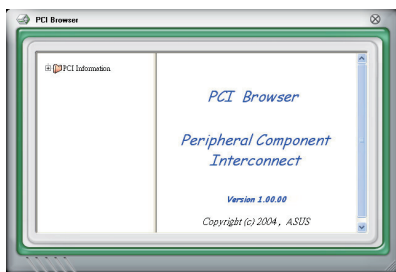 PCI Browser
PCI Information
PCI Browser
Peripheral Component
Interconnect
Version 1.00.00
Copyright (c) 2004 , ASUS